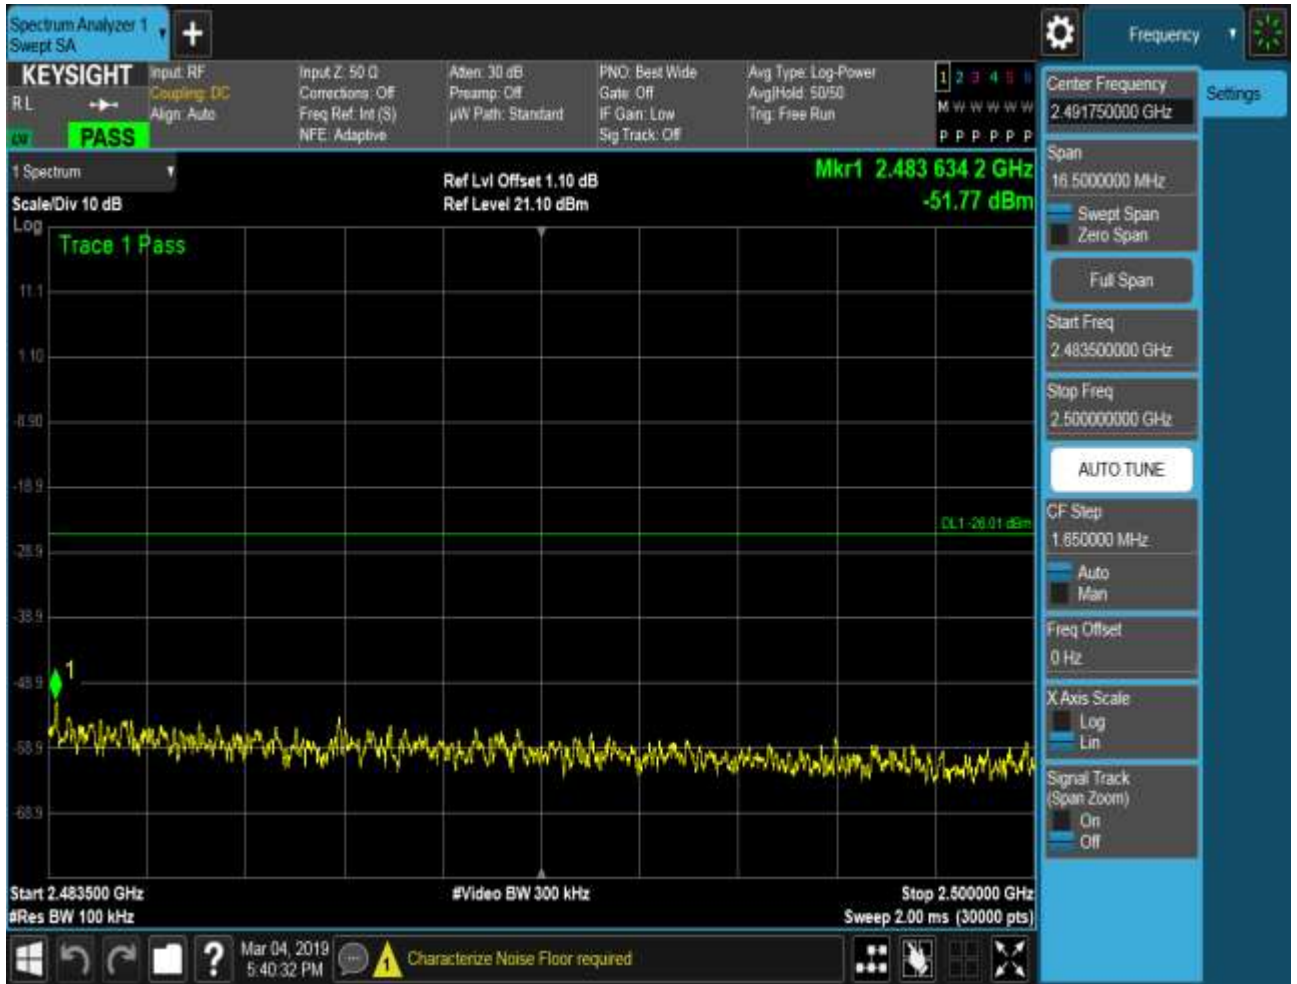 Spectrum Analyzer 1
Swept SA
+
Frequency
KEYSIGHT
R L
PASS
Input: RF
Coupling: DC
Align: Auto
Input Z: 50 Ω
Corrections: Off
Freq Ref: Int (S)
NFE: Adaptive
Atten: 30 dB
Preamp: Off
µW Path: Standard
PNO: Best Wide
Gate: Off
IF Gain: Low
Sig Track: Off
Avg Type: Log-Power
Avg|Hold: 50/50
Trig: Free Run
1 2 3 4 5 6
M W W W W W
P P P P P P
1 Spectrum
Scale/Div 10 dB
Ref Lvl Offset 1.10 dB
Ref Level 21.10 dBm
Mkr1 2.483 634 2 GHz
-51.77 dBm
Log
Trace 1 Pass
11.1
1.10
-8.90
-18.9
DL1 -26.01 dBm
-28.9
-38.9
1
-48.9
-58.9
-68.9
Start 2.483500 GHz
#Video BW 300 kHz
Stop 2.500000 GHz
#Res BW 100 kHz
Sweep 2.00 ms (30000 pts)
?
Mar 04, 2019
5:40:32 PM
1
Characterize Noise Floor required
Center Frequency
2.491750000 GHz
Settings
Span
16.5000000 MHz
Swept Span
Zero Span
Full Span
Start Freq
2.483500000 GHz
Stop Freq
2.500000000 GHz
AUTO TUNE
CF Step
1.650000 MHz
Auto
Man
Freq Offset
0 Hz
X Axis Scale
Log
Lin
Signal Track
(Span Zoom)
On
Off